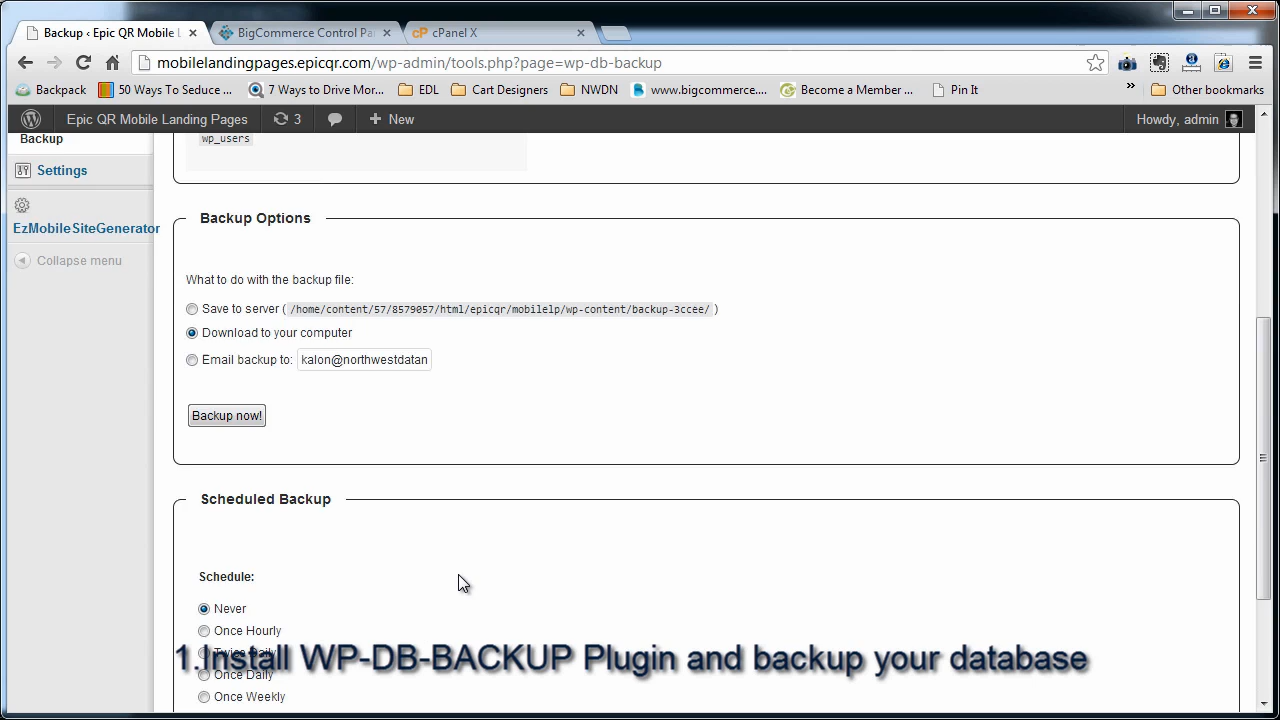 Backup ‹ Epic QR Mobile L
BigCommerce Control Pa
cPanel X
mobilelandingpages.epicqr.com/wp-admin/tools.php?page=wp-db-backup
Backpack
50 Ways To Seduce ...
7 Ways to Drive Mor...
EDL
Cart Designers
NWDN
www.bigcommerce....
Become a Member ...
Pin It
»
Other bookmarks
Epic QR Mobile Landing Pages
3
+ New
Howdy, admin
Backup
Settings
EzMobileSiteGenerator
Collapse menu
wp_users
Backup Options
What to do with the backup file:
Save to server ( /home/content/57/8579057/html/epicqr/mobilelp/wp-content/backup-3ccee/ )
Download to your computer
Email backup to: kalon@northwestdatan
Backup now!
Scheduled Backup
Schedule:
Never
Once Hourly
Twice Daily
1.Install WP-DB-BACKUP Plugin and backup your database
Once Daily
Once Weekly